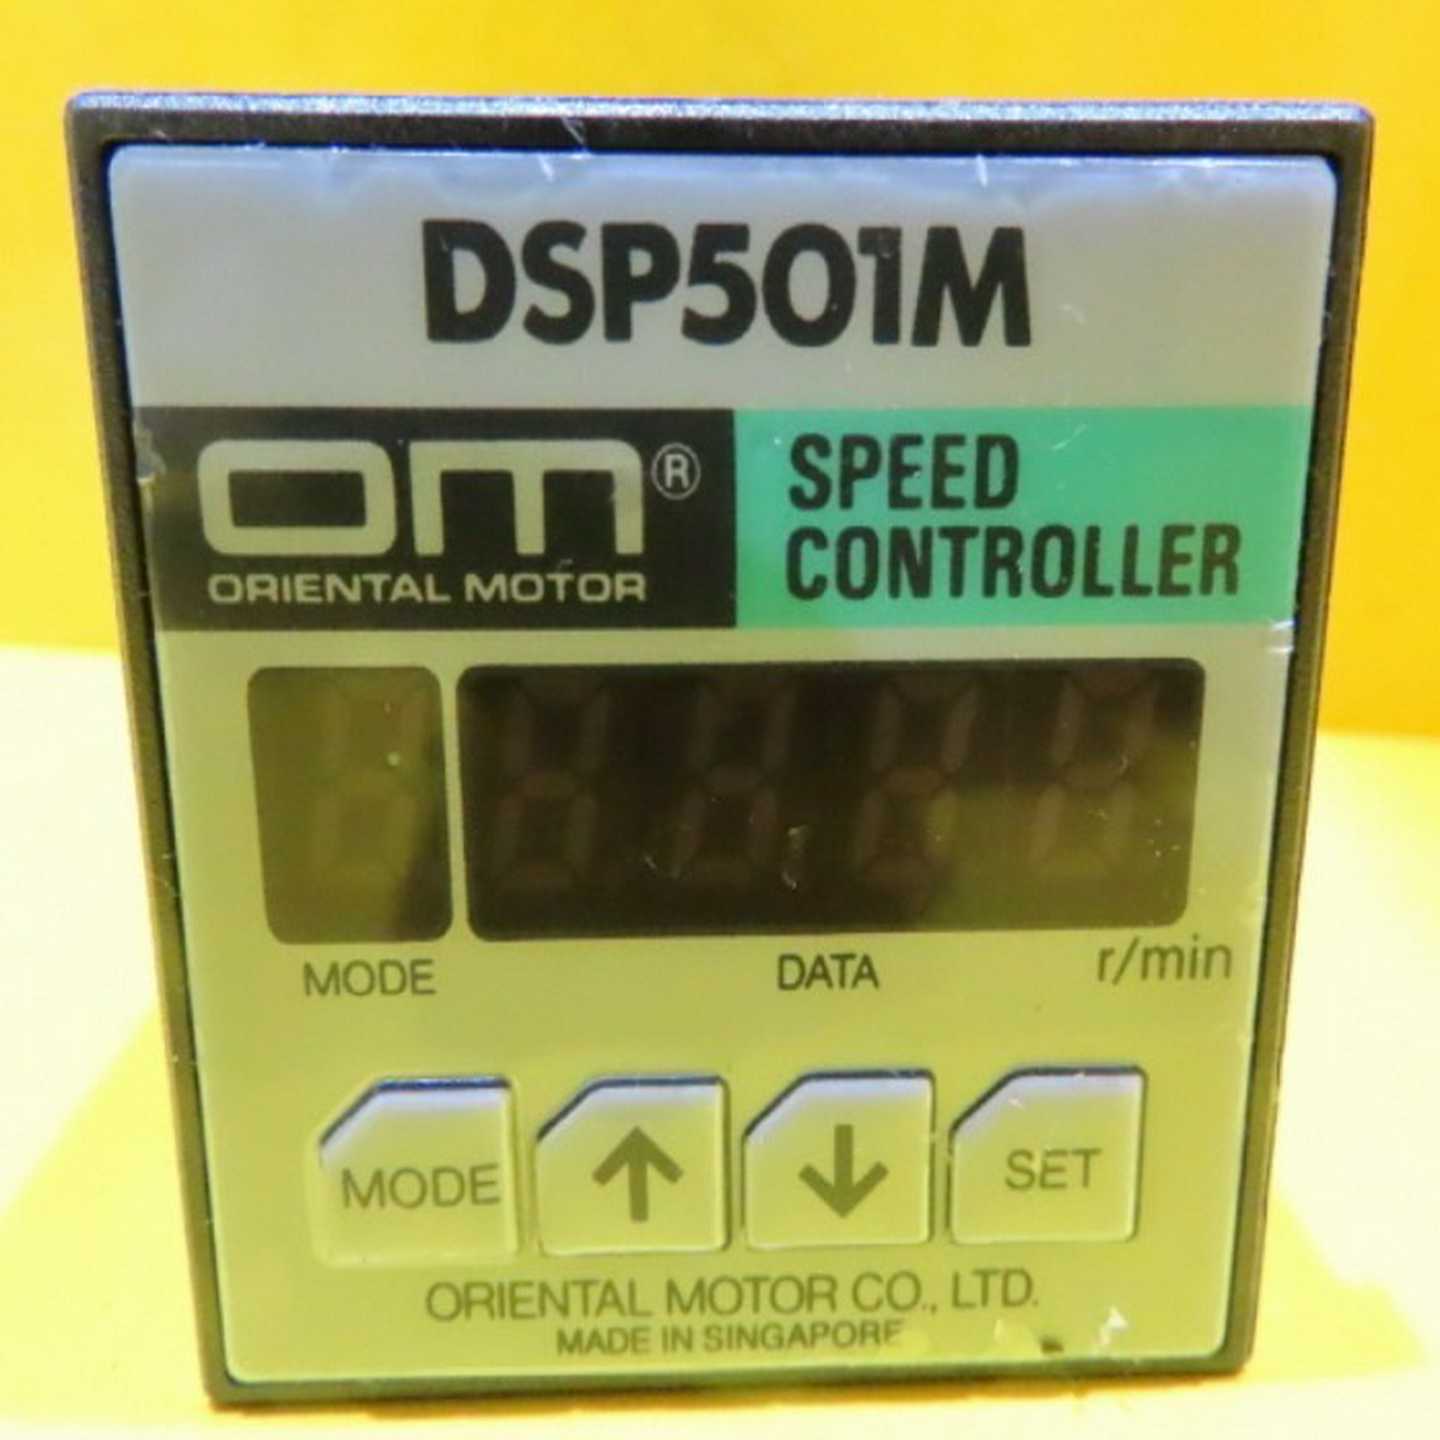 DSP501M
om®
ORIENTAL MOTOR
SPEED
CONTROLLER
MODE
DATA
r/min
MODE
↑
↓
SET
ORIENTAL MOTOR CO., LTD.
MADE IN SINGAPORE